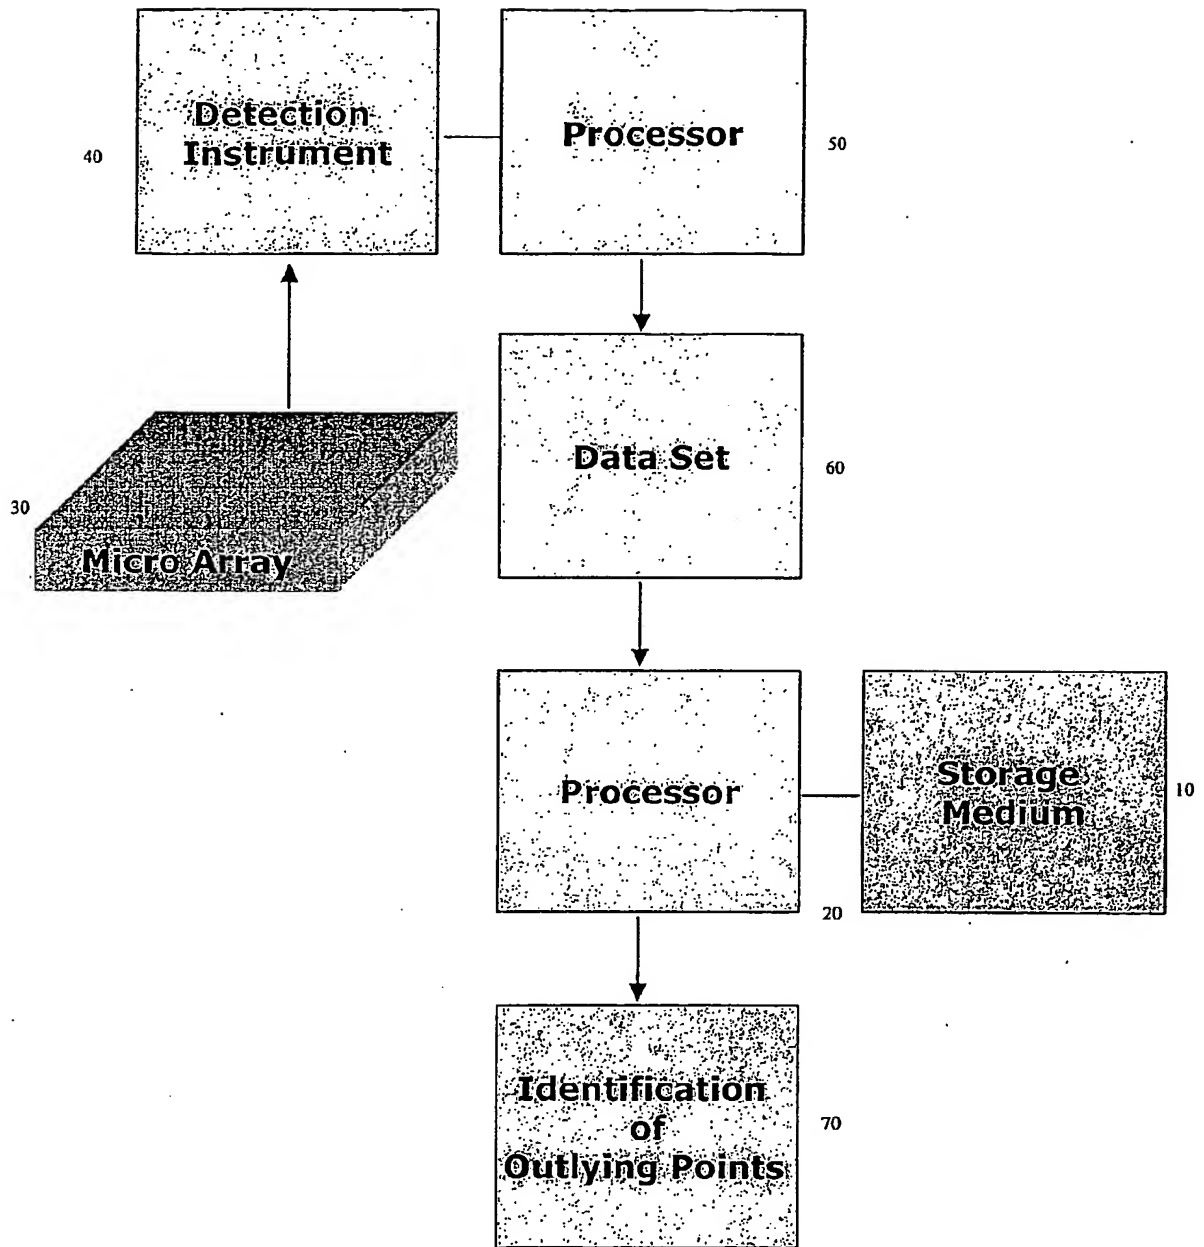 Detection
Instrument
40
Processor
50
30
Micro Array
Data Set
60
Processor
20
Storage
Medium
10
Identification
of
Outlying Points
70